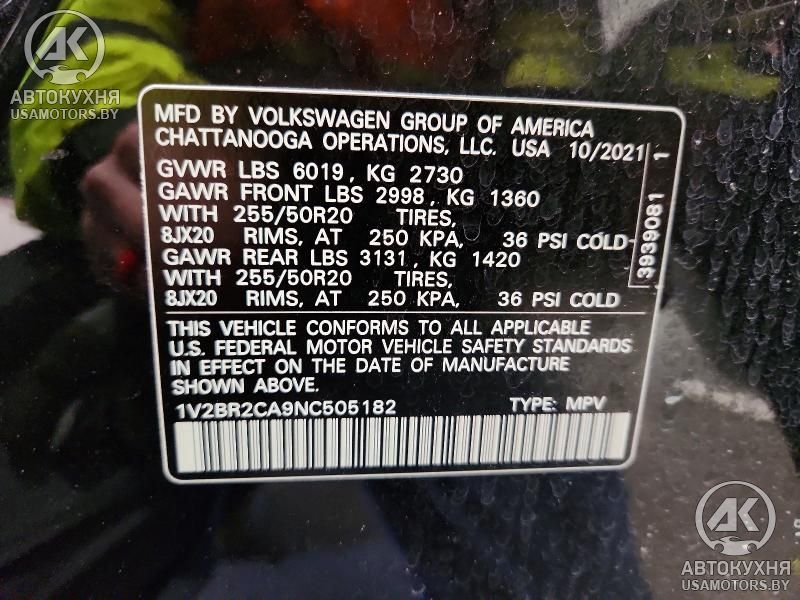 АК
АВТОКУХНЯ
USAMOTORS.BY
MFD BY VOLKSWAGEN GROUP OF AMERICA
CHATTANOOGA OPERATIONS, LLC. USA 10/2021
GVWR LBS 6019, KG 2730
GAWR FRONT LBS 2998, KG 1360
WITH 255/50R20 TIRES,
8JX20 RIMS, AT 250 KPA, 36 PSI COLD
GAWR REAR LBS 3131, KG 1420
WITH 255/50R20 TIRES,
8JX20 RIMS, AT 250 KPA, 36 PSI COLD
3939081 1
THIS VEHICLE CONFORMS TO ALL APPLICABLE
U.S. FEDERAL MOTOR VEHICLE SAFETY STANDARDS
IN EFFECT ON THE DATE OF MANUFACTURE
SHOWN ABOVE.
1V2BR2CA9NC505182 TYPE: MPV
АК
АВТОКУХНЯ
USAMOTORS.BY